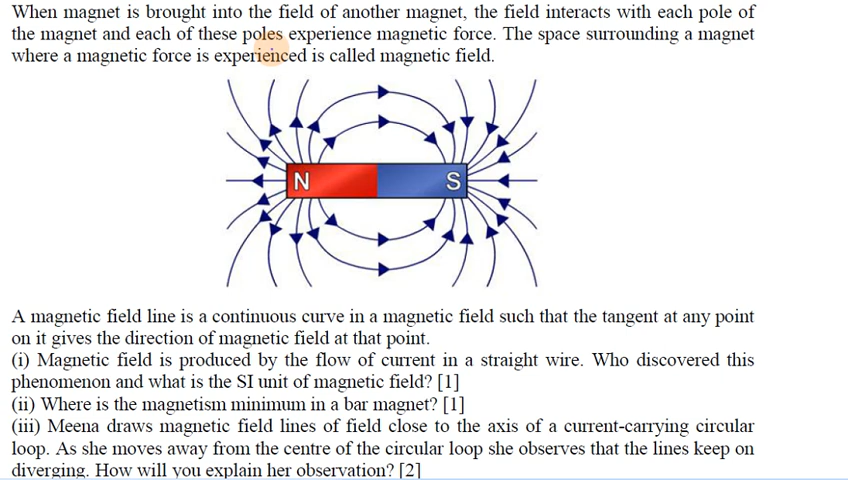 When magnet is brought into the field of another magnet, the field interacts with each pole of
the magnet and each of these poles experience magnetic force. The space surrounding a magnet
where a magnetic force is experienced is called magnetic field.
N S
A magnetic field line is a continuous curve in a magnetic field such that the tangent at any point
on it gives the direction of magnetic field at that point.
(i) Magnetic field is produced by the flow of current in a straight wire. Who discovered this
phenomenon and what is the SI unit of magnetic field? [1]
(ii) Where is the magnetism minimum in a bar magnet? [1]
(iii) Meena draws magnetic field lines of field close to the axis of a current-carrying circular
loop. As she moves away from the centre of the circular loop she observes that the lines keep on
diverging. How will you explain her observation? [2]